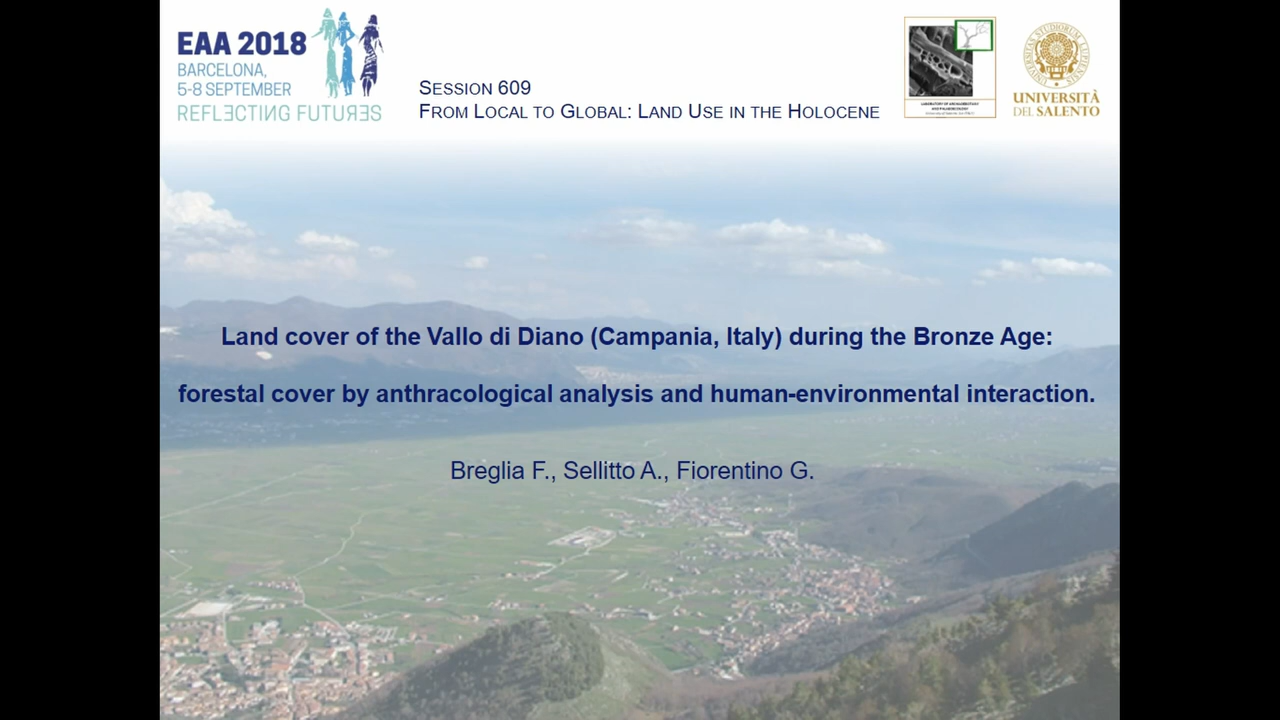 EAA 2018
BARCELONA,
5-8 SEPTEMBER
REFLECTING FUTURES
SESSION 609
FROM LOCAL TO GLOBAL: LAND USE IN THE HOLOCENE
UNIVERSITÀ
DEL SALENTO
Land cover of the Vallo di Diano (Campania, Italy) during the Bronze Age:
forestal cover by anthracological analysis and human-environmental interaction.
Breglia F., Sellitto A., Fiorentino G.